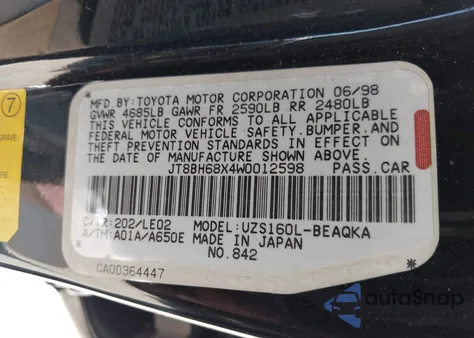 MFD. BY: TOYOTA MOTOR CORPORATION 06/98
GVWR 4685LB GAWR FR 2590LB RR 2480LB
THIS VEHICLE CONFORMS TO ALL APPLICABLE
FEDERAL MOTOR VEHICLE SAFETY, BUMPER, AND
THEFT PREVENTION STANDARDS IN EFFECT ON
THE DATE OF MANUFACTURE SHOWN ABOVE.
JT8BH68X4W0012598 PASS. CAR
C/TR:202/LE02 MODEL:UZS160L-BEAQKA
A/TM:A01A/A650E MADE IN JAPAN
NO.842
CA00364447
7
GRAVE
autoSnap